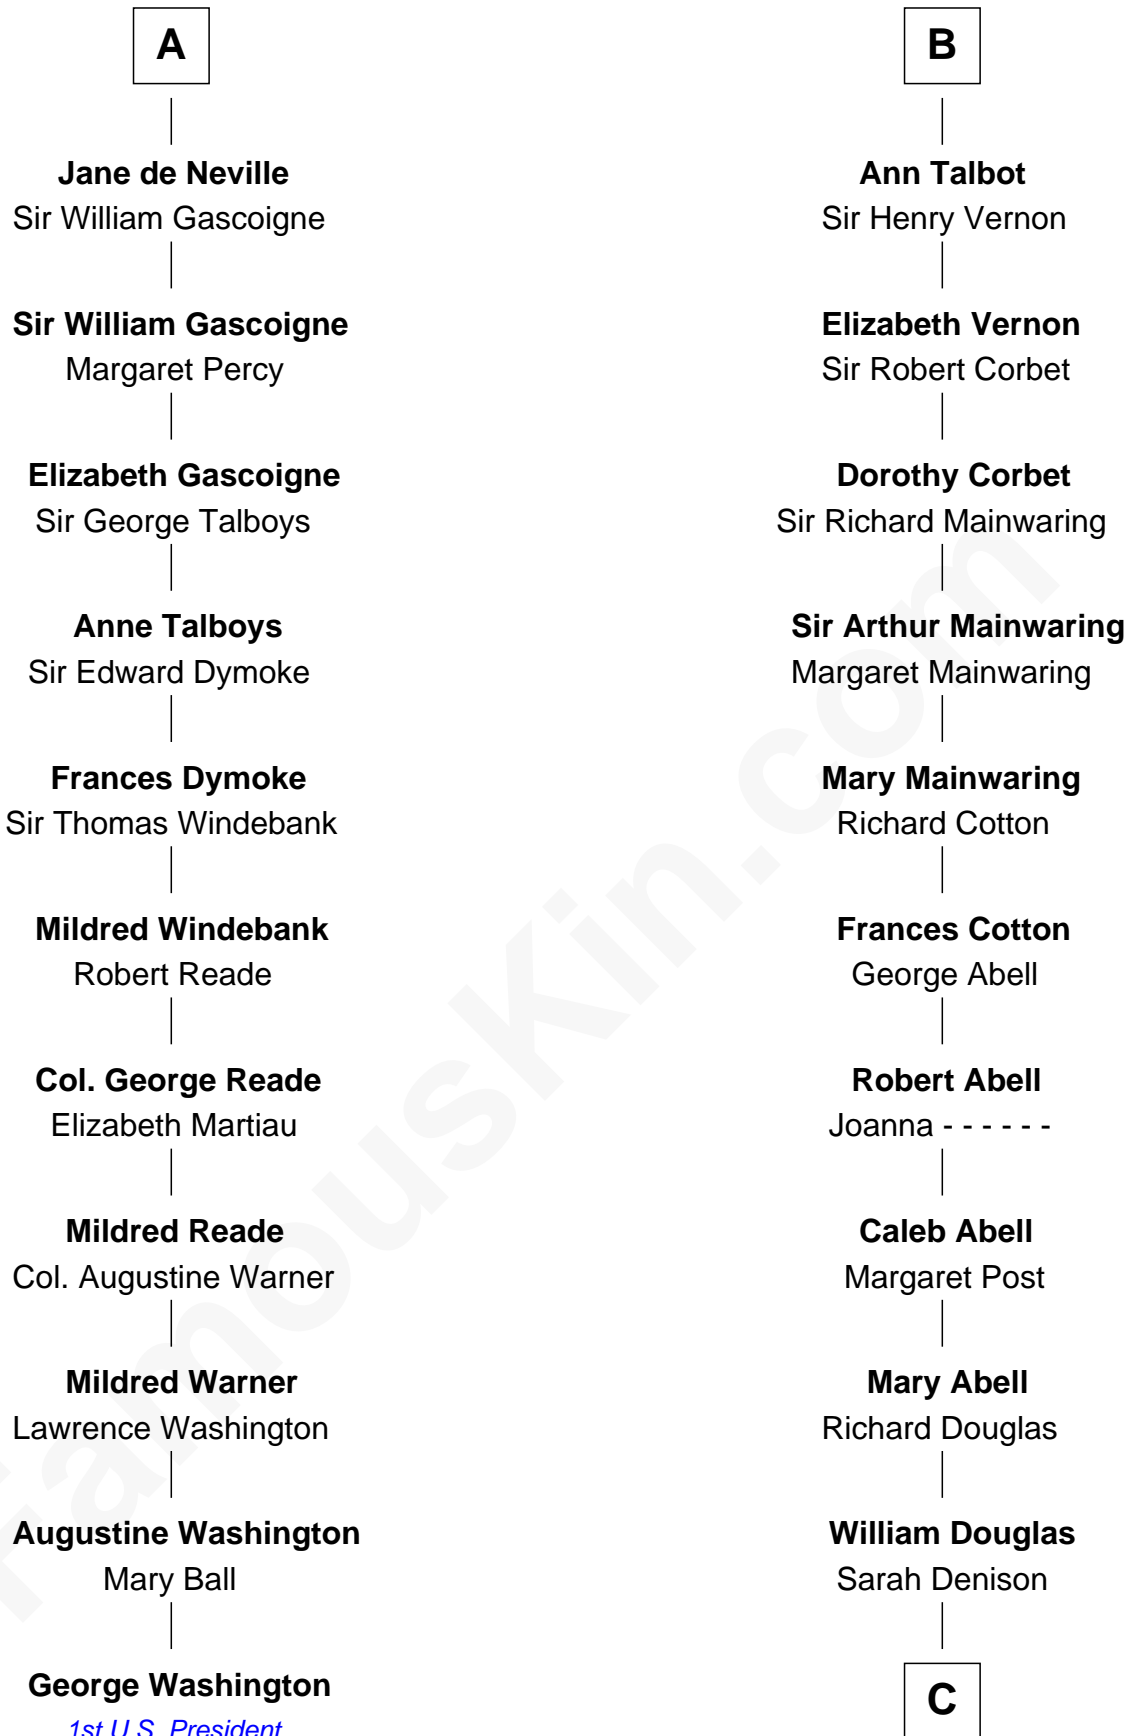 A
Jane de Neville
Sir William Gascoigne
Sir William Gascoigne
Margaret Percy
Elizabeth Gascoigne
Sir George Talboys
Anne Talboys
Sir Edward Dymoke
Frances Dymoke
Sir Thomas Windebank
Mildred Windebank
Robert Reade
Col. George Reade
Elizabeth Martiau
Mildred Reade
Col. Augustine Warner
Mildred Warner
Lawrence Washington
Augustine Washington
Mary Ball
George Washington
1st U.S. President
B
Ann Talbot
Sir Henry Vernon
Elizabeth Vernon
Sir Robert Corbet
Dorothy Corbet
Sir Richard Mainwaring
Sir Arthur Mainwaring
Margaret Mainwaring
Mary Mainwaring
Richard Cotton
Frances Cotton
George Abell
Robert Abell
Joanna - - - - - -
Caleb Abell
Margaret Post
Mary Abell
Richard Douglas
William Douglas
Sarah Denison
C
FamousKin.com